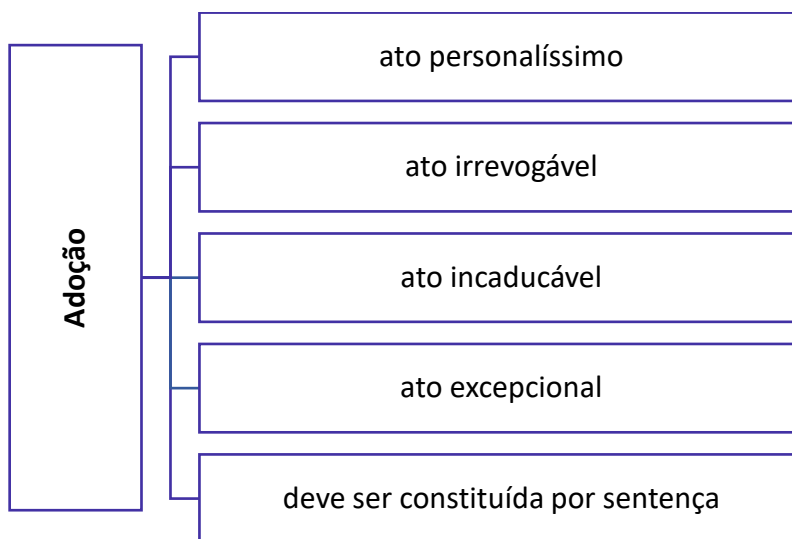 Adoção
ato personalíssimo
ato irrevogável
ato incaducável
ato excepcional
deve ser constituída por sentença